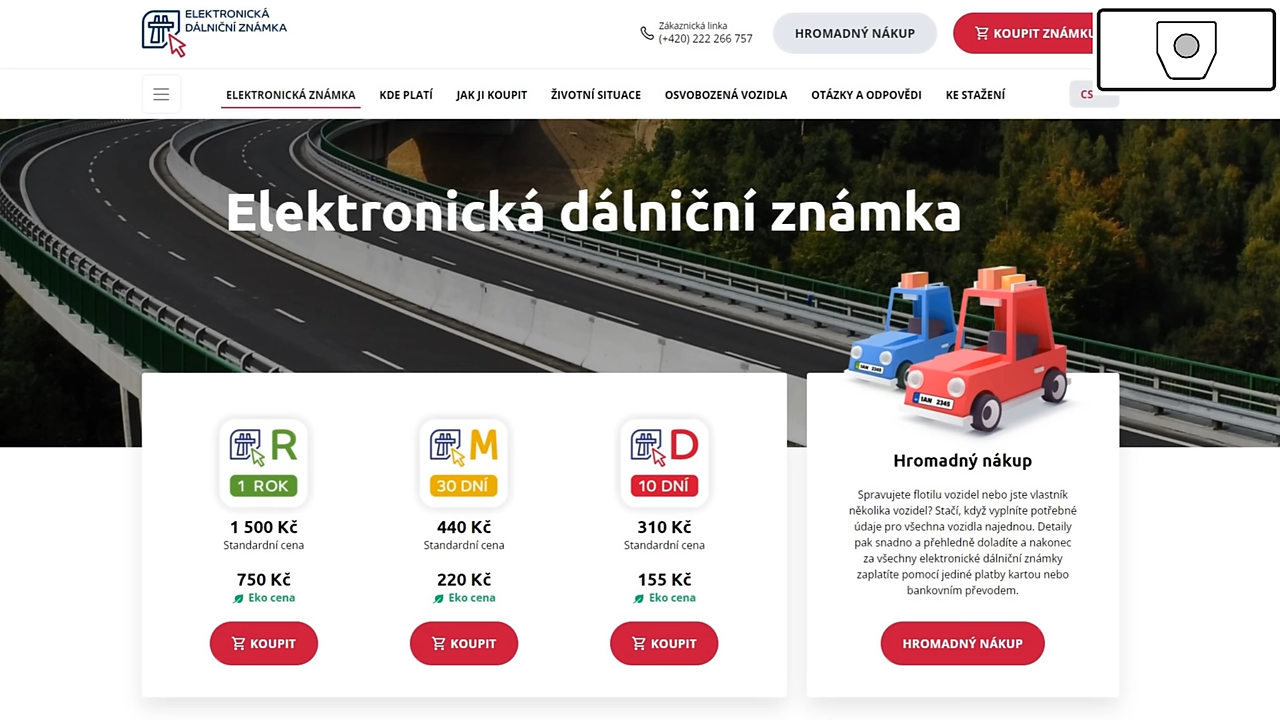 ELEKTRONICKÁ
DÁLNIČNÍ ZNÁMKA
Zákaznická linka
(+420) 222 266 757
HROMADNÝ NÁKUP
KOUPIT ZNÁMKU
ELEKTRONICKÁ ZNÁMKA
KDE PLATÍ
JAK JI KOUPIT
ŽIVOTNÍ SITUACE
OSVOBOZENÁ VOZIDLA
OTÁZKY A ODPOVĚDI
KE STAŽENÍ
CS
Elektronická dálniční známka
R
1 ROK
1 500 Kč
Standardní cena
750 Kč
Eko cena
KOUPIT
M
30 DNÍ
440 Kč
Standardní cena
220 Kč
Eko cena
KOUPIT
D
10 DNÍ
310 Kč
Standardní cena
155 Kč
Eko cena
KOUPIT
1AN 2345
1AN 2345
Hromadný nákup
Spravujete flotilu vozidel nebo jste vlastník
několika vozidel? Stačí, když vyplníte potřebné
údaje pro všechna vozidla najednou. Detaily
pak snadno a přehledně doladíte a nakonec
za všechny elektronické dálniční známky
zaplatíte pomocí jediné platby kartou nebo
bankovním převodem.
HROMADNÝ NÁKUP